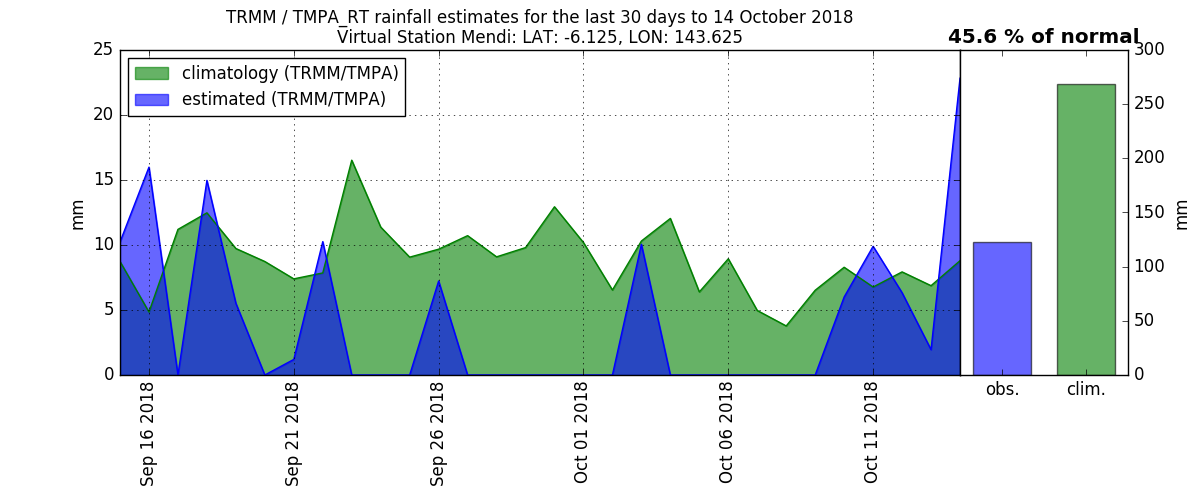 TRMM / TMPA_RT rainfall estimates for the last 30 days to 14 October 2018
Virtual Station Mendi: LAT: -6.125, LON: 143.625
45.6 % of normal
climatology (TRMM/TMPA)
estimated (TRMM/TMPA)
25
20
15
10
5
0
mm
Sep 16 2018
Sep 21 2018
Sep 26 2018
Oct 01 2018
Oct 06 2018
Oct 11 2018
300
250
200
150
100
50
0
mm
obs.
clim.